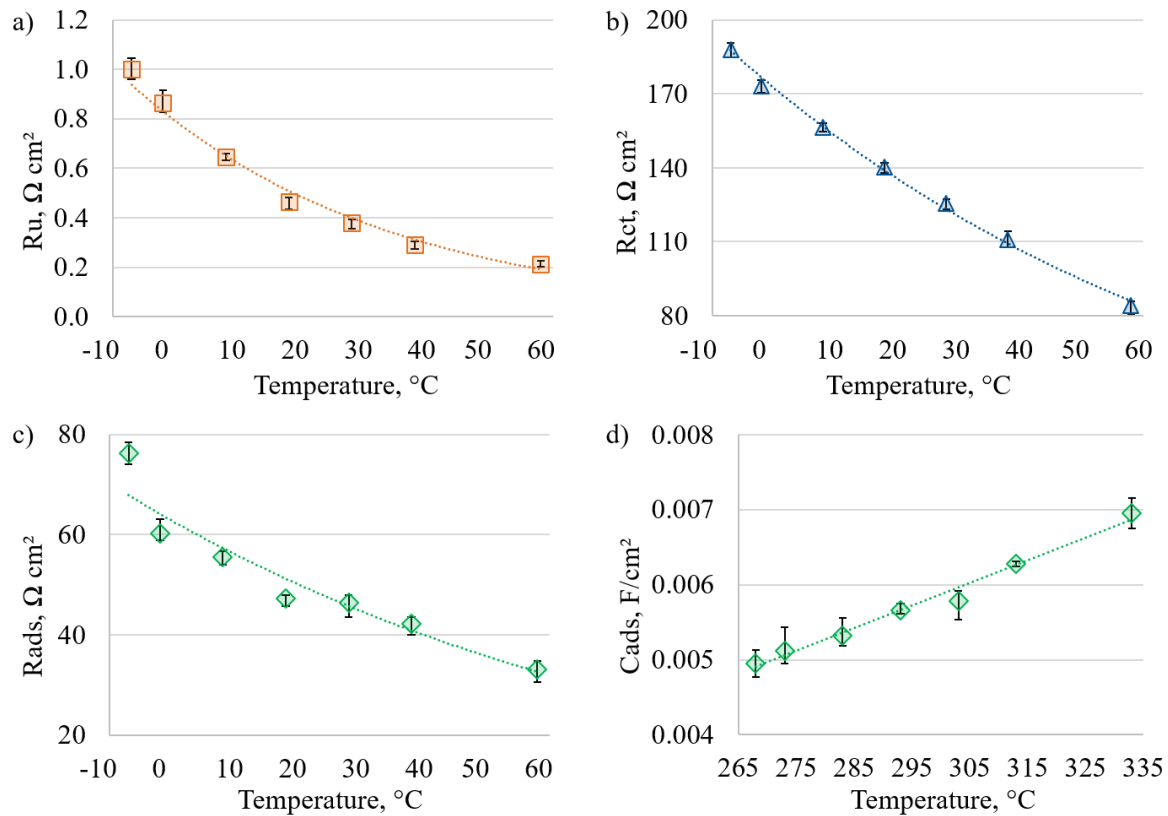 a)
1.2
1.0
0.8
0.6
0.4
0.2
0.0
Ru, Ω cm²
-10 0 10 20 30 40 50 60
Temperature, °C
b)
200
170
140
110
80
Rct, Ω cm²
-10 0 10 20 30 40 50 60
Temperature, °C
c)
80
60
40
20
Rads, Ω cm²
-10 0 10 20 30 40 50 60
Temperature, °C
d)
0.008
0.007
0.006
0.005
0.004
Cads, F/cm²
265 275 285 295 305 315 325 335
Temperature, °C